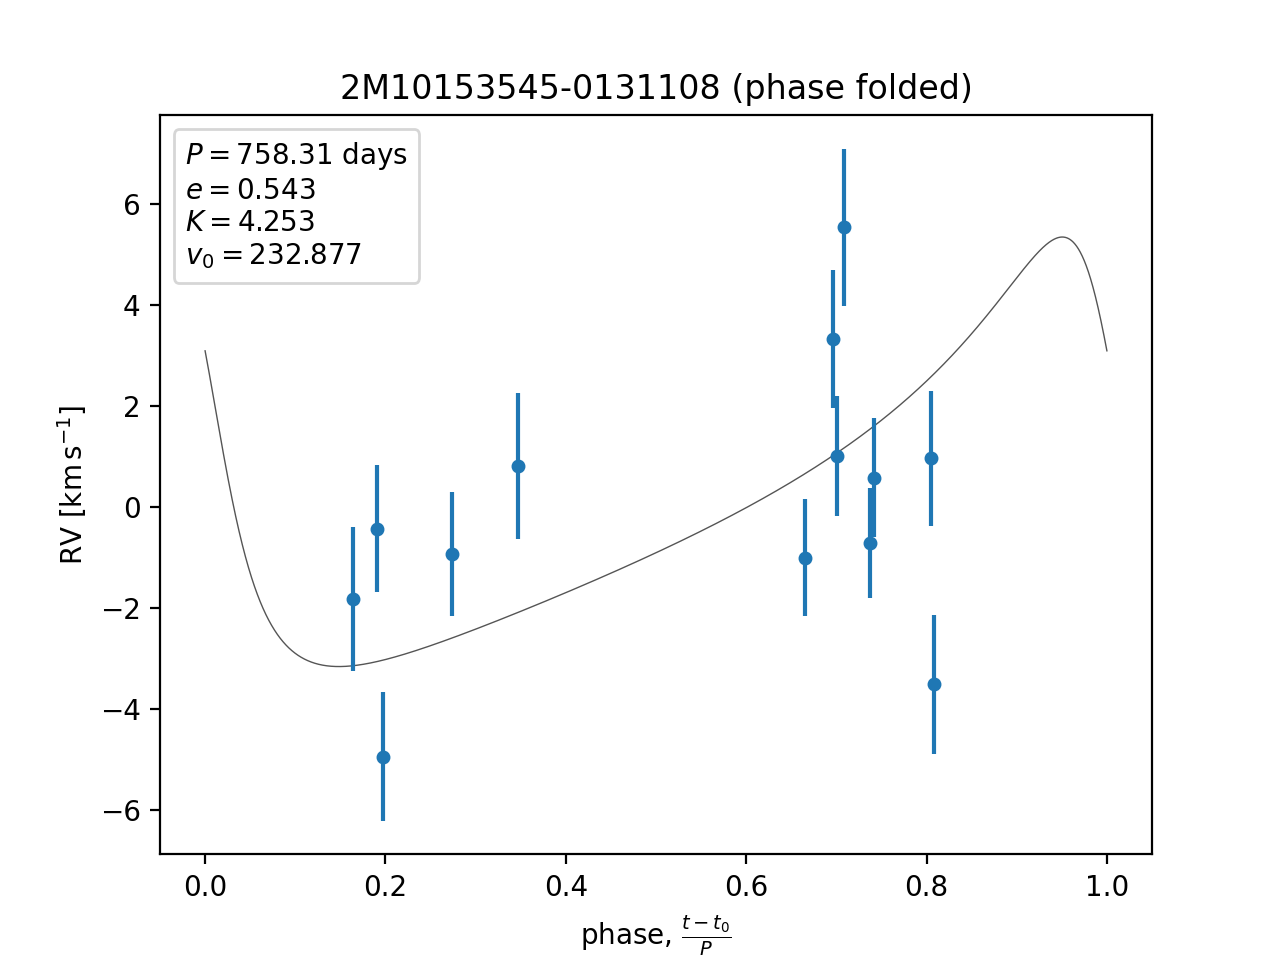 2M10153545-0131108 (phase folded)
P = 758.31 days
e = 0.543
K = 4.253
v₀ = 232.877
RV [km s⁻¹]
6
4
2
0
−2
−4
−6
0.0 0.2 0.4 0.6 0.8 1.0
phase, (t − t₀)/P